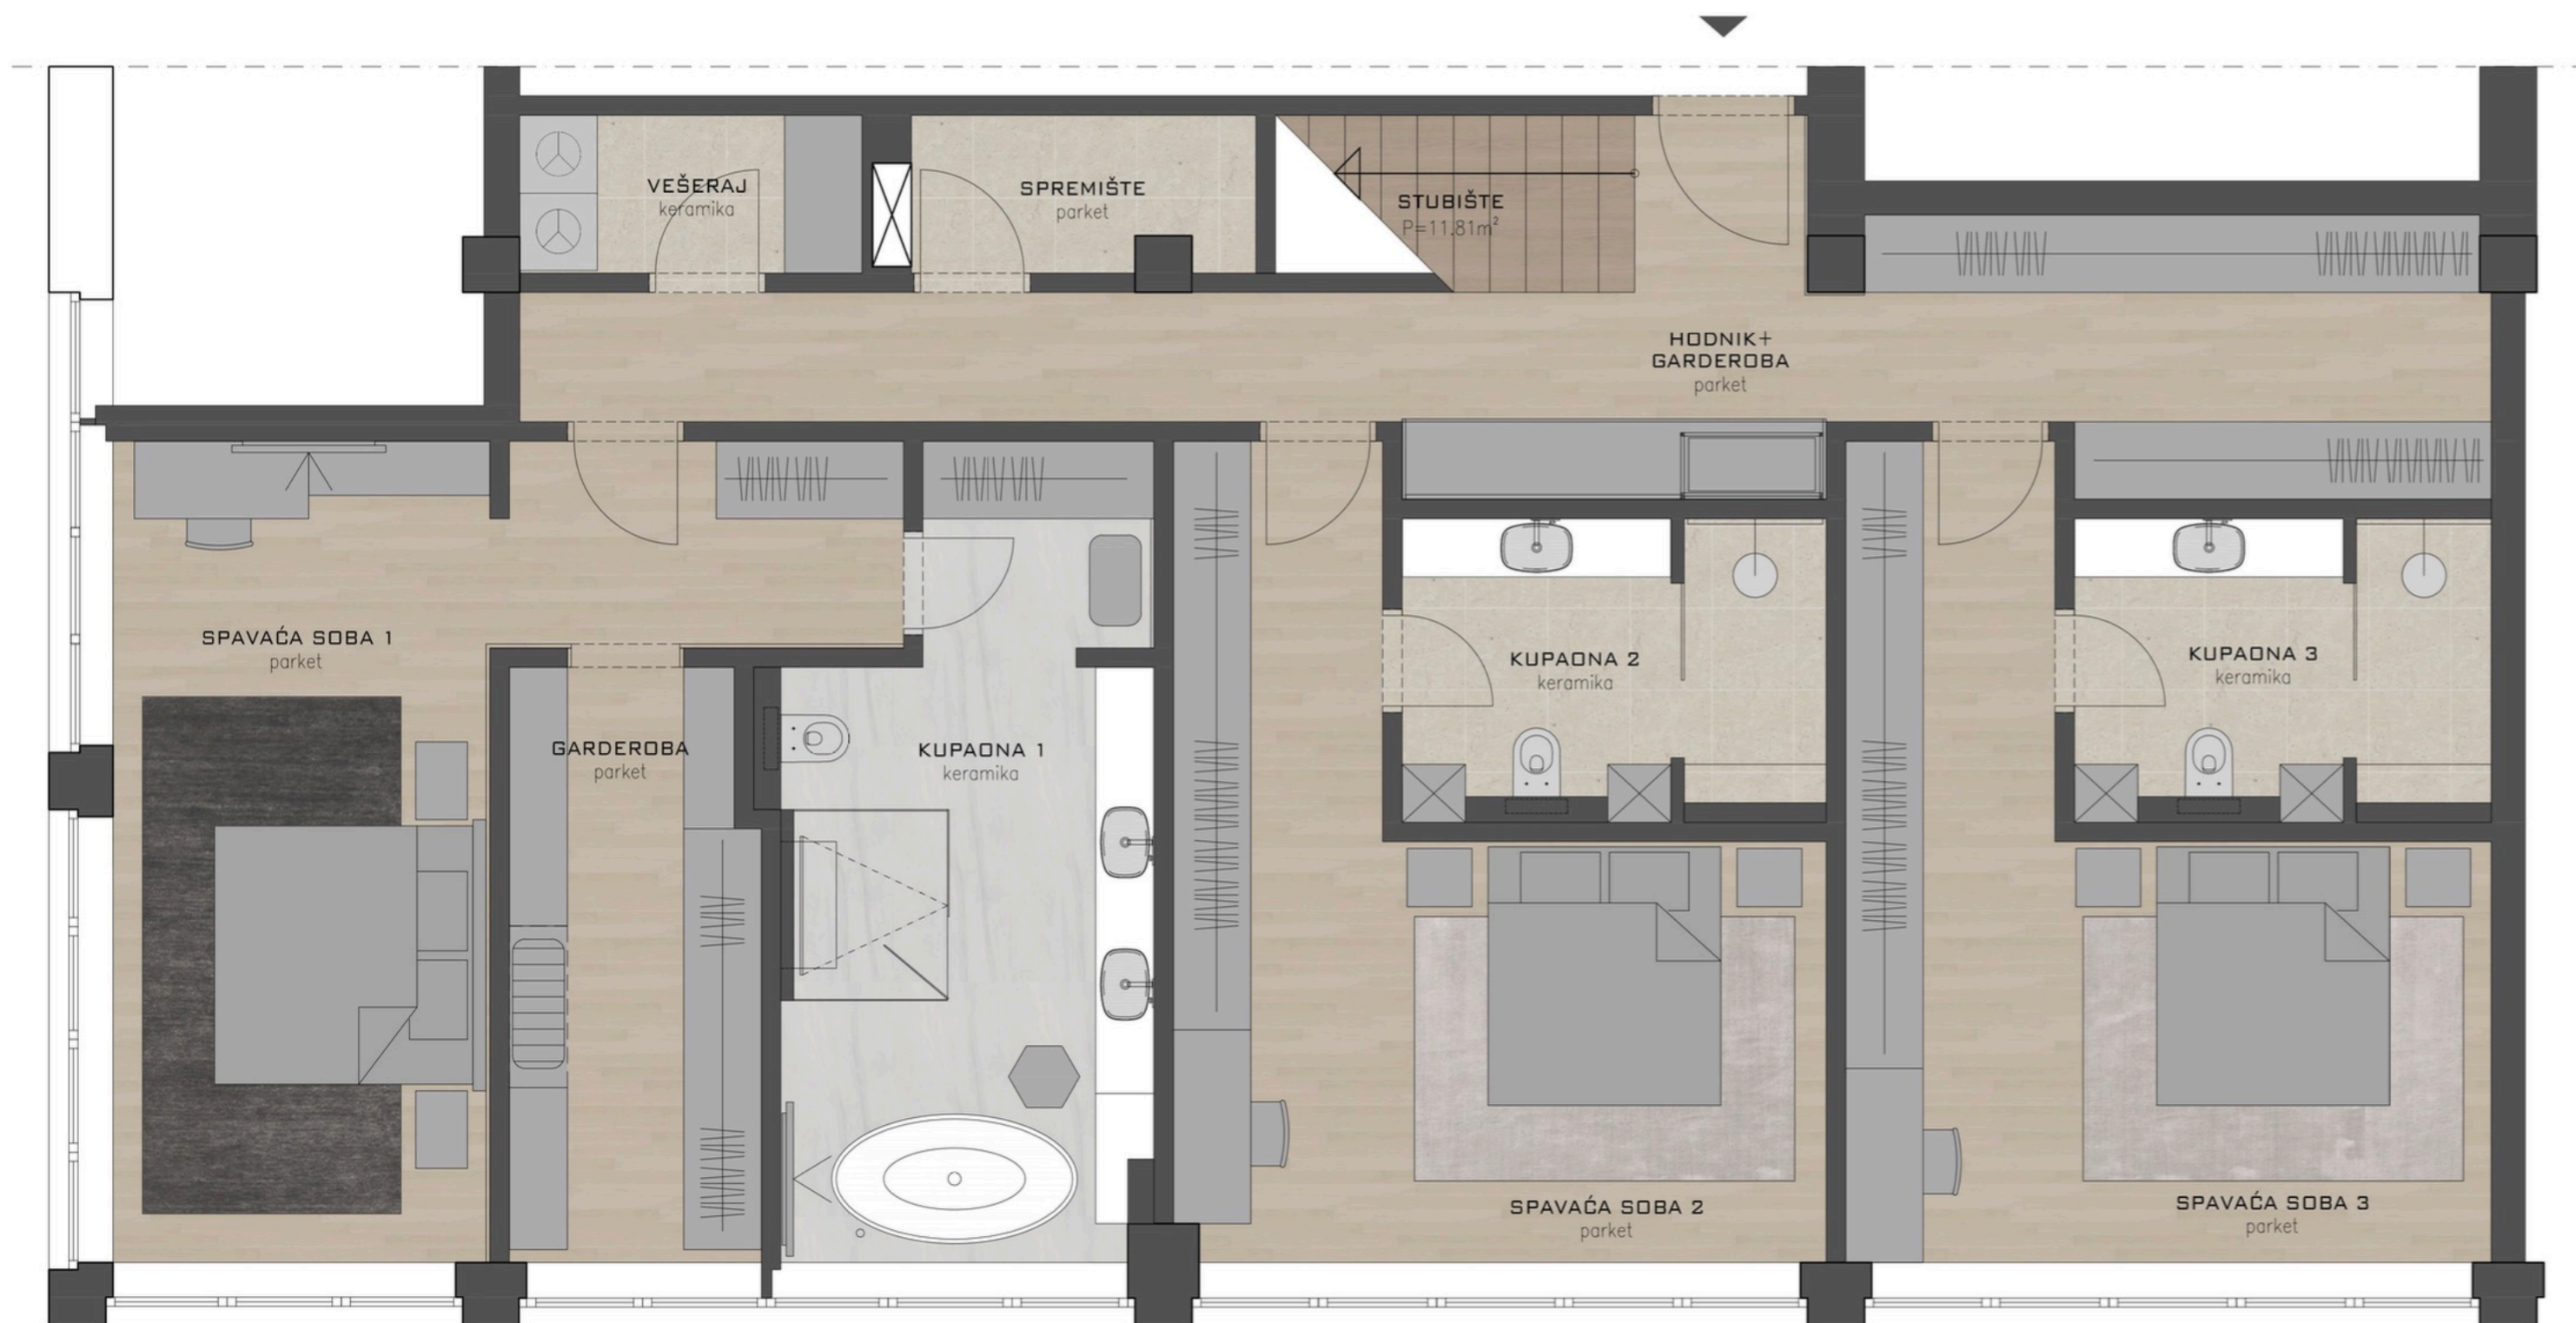 VEŠERAJ
keramika
SPREMIŠTE
parket
STUBIŠTE
P=11.81m²
HODNIK+
GARDEROBA
parket
SPAVAĆA SOBA 1
parket
GARDEROBA
parket
KUPAONA 1
keramika
KUPAONA 2
keramika
KUPAONA 3
keramika
SPAVAĆA SOBA 2
parket
SPAVAĆA SOBA 3
parket